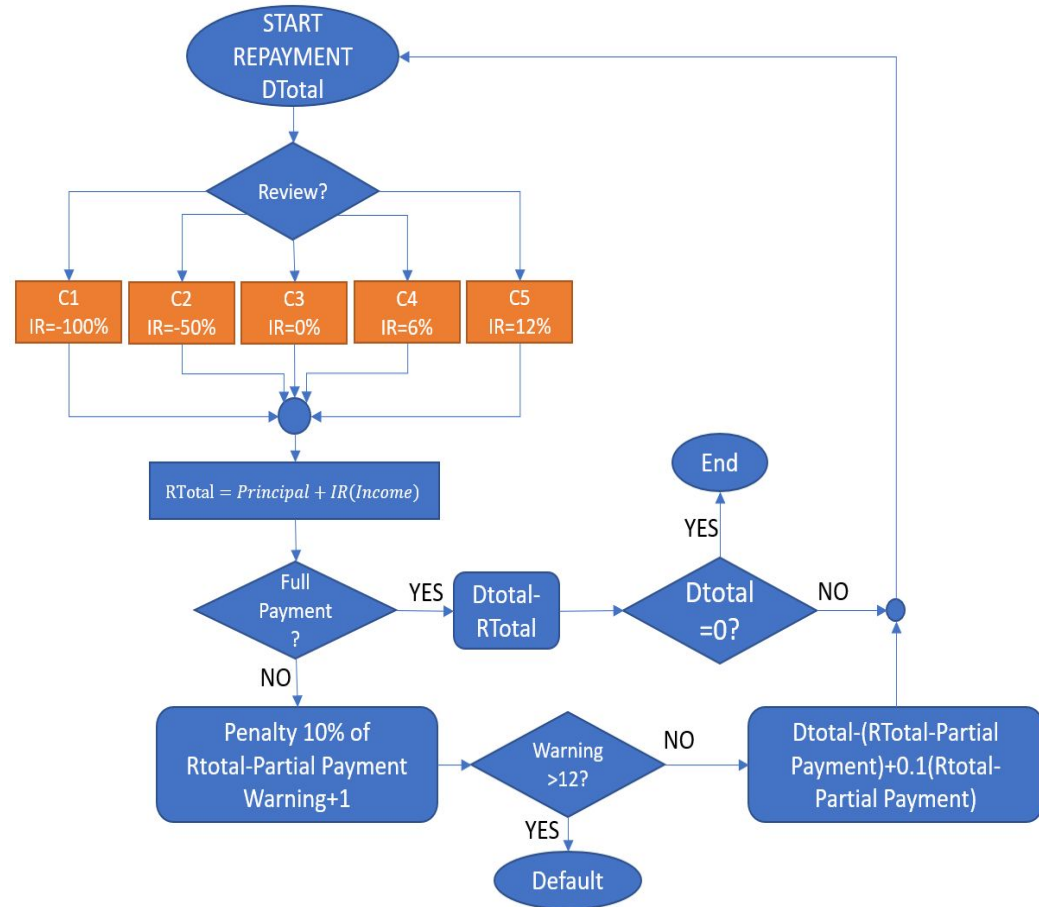 START
REPAYMENT
DTotal
Review?
C1
IR=-100%
C2
IR=-50%
C3
IR=0%
C4
IR=6%
C5
IR=12%
RTotal = Principal + IR(Income)
End
YES
Full
Payment
?
YES
Dtotal-
RTotal
Dtotal
=0?
NO
NO
Penalty 10% of
Rtotal-Partial Payment
Warning+1
Warning
>12?
NO
Dtotal-(RTotal-Partial
Payment)+0.1(Rtotal-
Partial Payment)
YES
Default